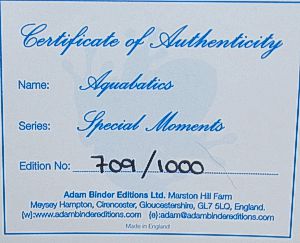 Certificate of Authenticity
Name: Aquabatics
Series: Special Moments
Edition No: 709/1000
Adam Binder Editions Ltd. Marston Hill Farm
Meysey Hampton, Cirencester, Gloucestershire, GL7 5LQ, England.
(w):www.adambindereditions.com (e):adam@adambindereditions.com
Made in England